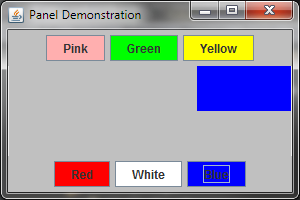 Panel Demonstration
Pink Green Yellow
Red White Blue